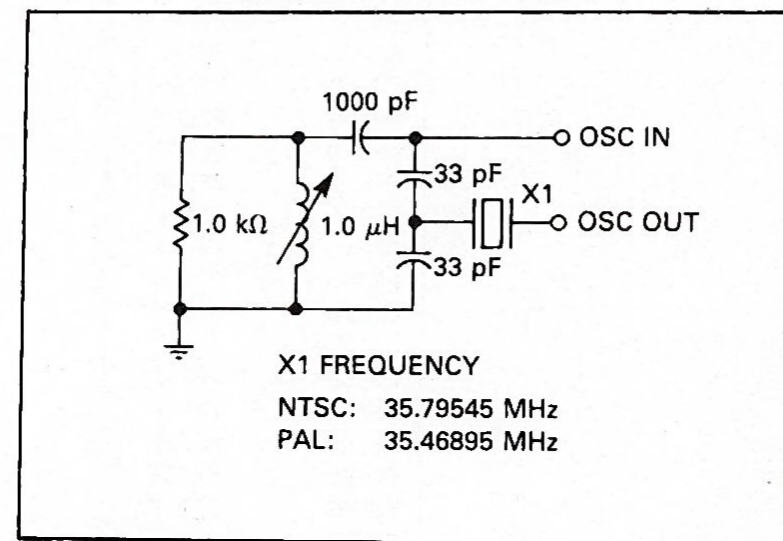 1000 pF
OSC IN
33 pF
X1
1.0 kΩ
1.0 μH
OSC OUT
33 pF
X1 FREQUENCY
NTSC: 35.79545 MHz
PAL: 35.46895 MHz